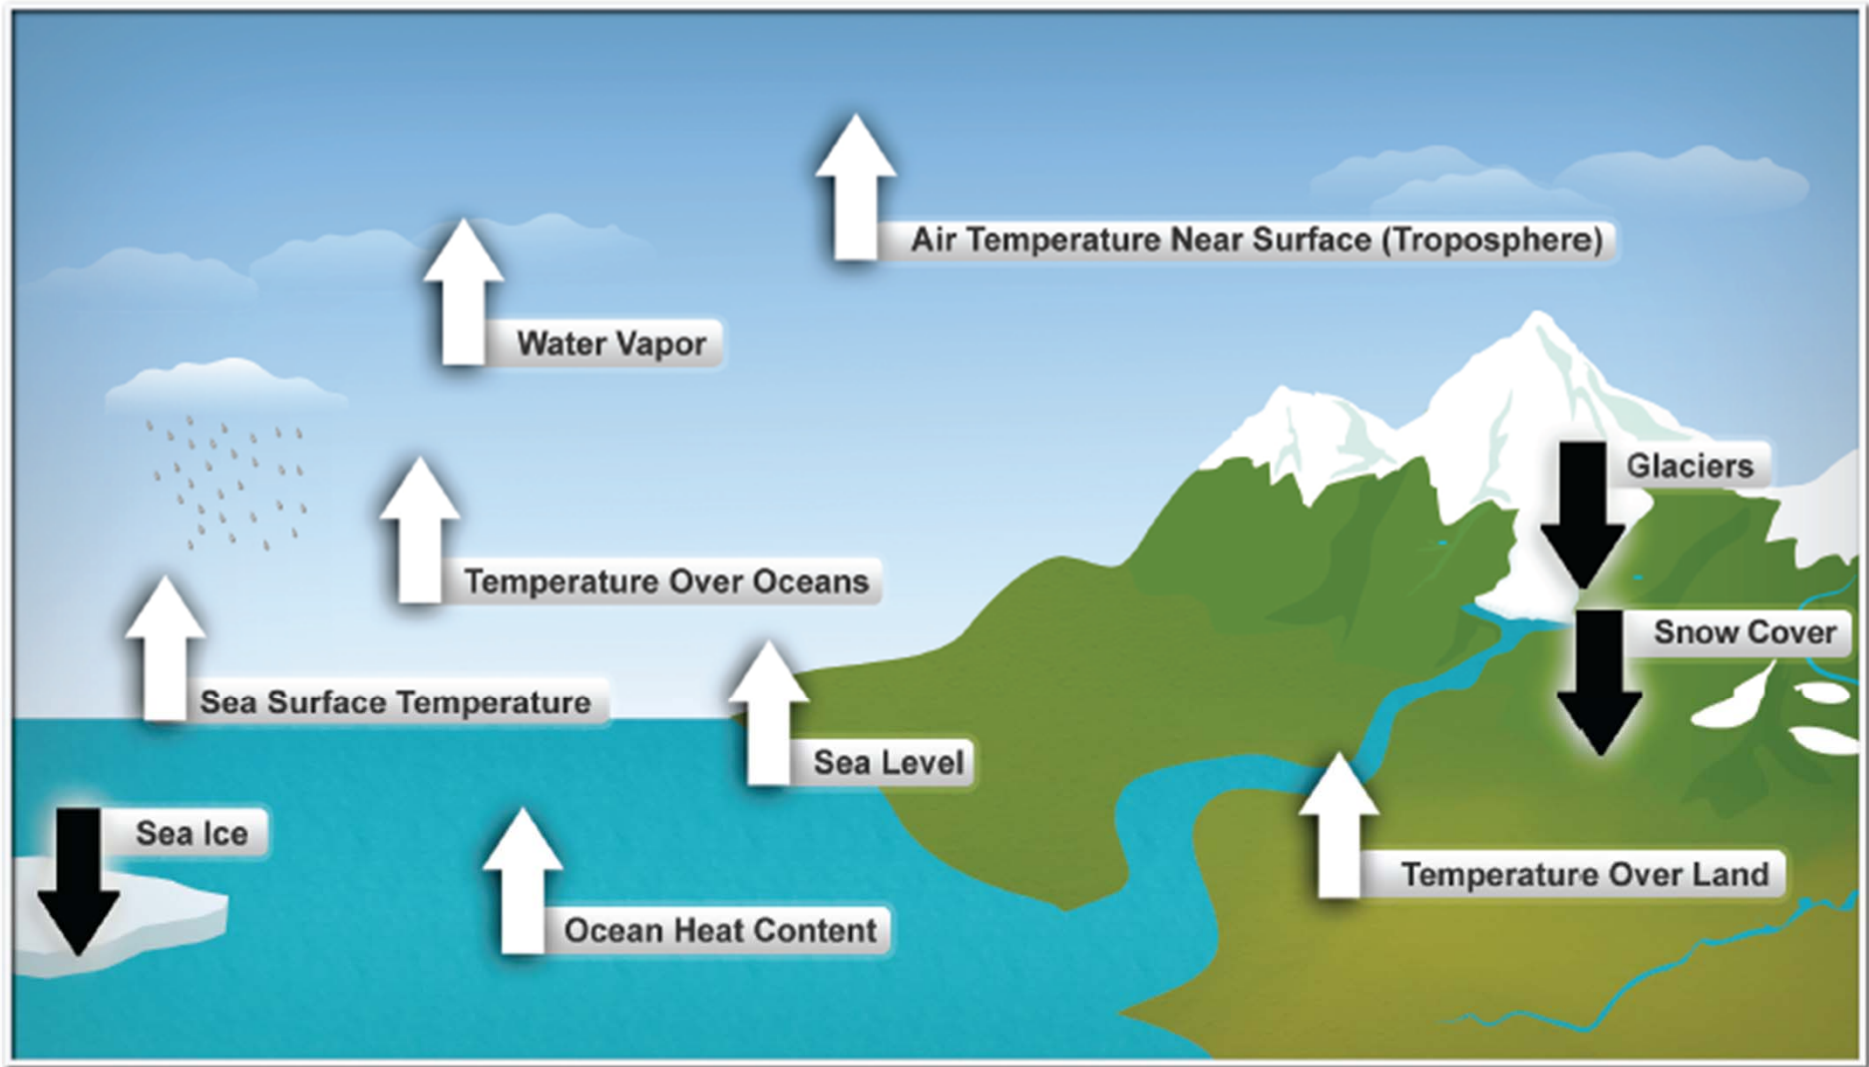 Air Temperature Near Surface (Troposphere)
Water Vapor
Glaciers
Temperature Over Oceans
Snow Cover
Sea Surface Temperature
Sea Level
Sea Ice
Temperature Over Land
Ocean Heat Content